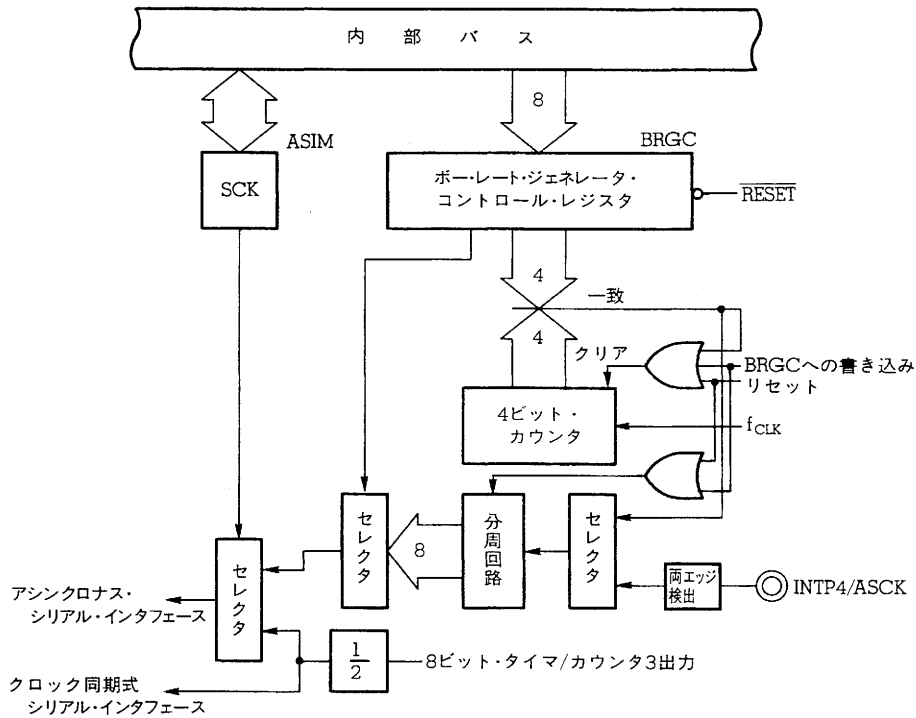 内部バス
8
ASIM
BRGC
SCK
ボー・レート・ジェネレータ・
コントロール・レジスタ
RESET
4
一致
4
クリア
BRGCへの書き込み
リセット
4ビット・
カウンタ
fCLK
セレクタ
8
分周回路
セレクタ
セレクタ
両エッジ
検出
INTP4/ASCK
アシンクロナス・
シリアル・インタフェース
1
2
8ビット・タイマ/カウンタ3出力
クロック同期式
シリアル・インタフェース